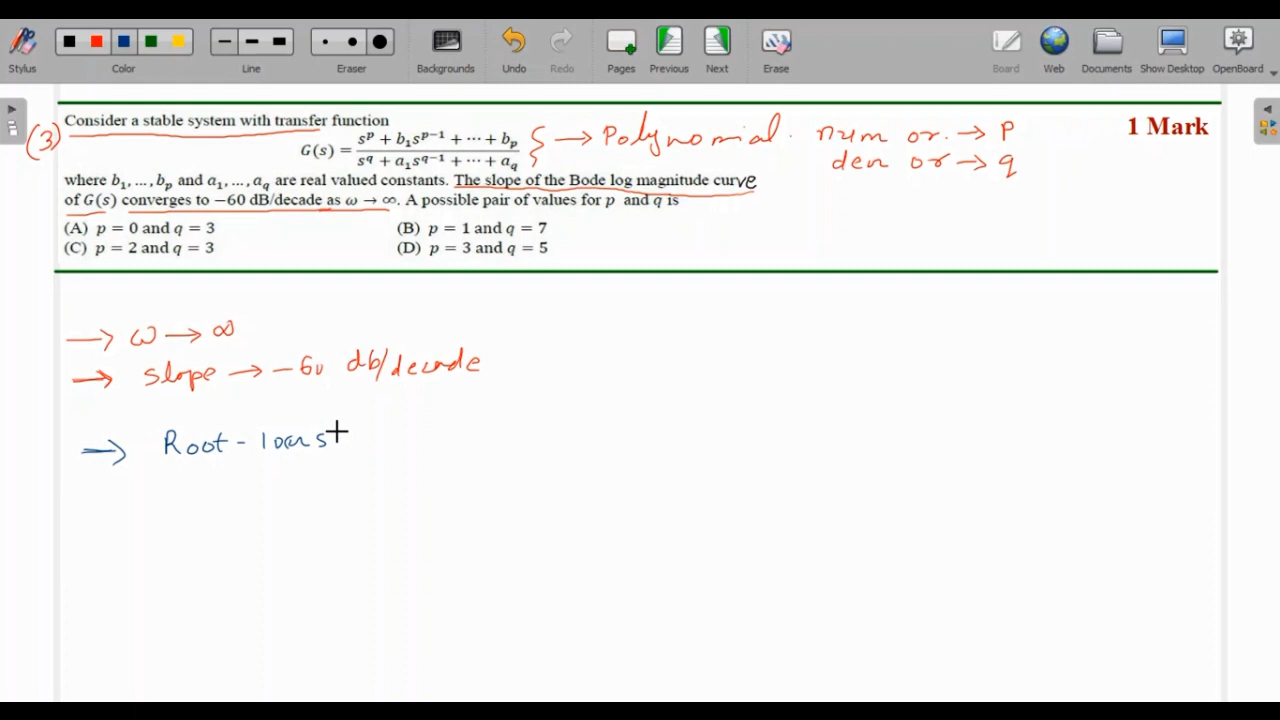 Stylus Color Line Eraser Backgrounds Undo Redo Pages Previous Next Erase Board Web Documents Show Desktop OpenBoard
Consider a stable system with transfer function
(3) G(s) = (s^p + b₁s^(p−1) + ⋯ + b_p) / (s^q + a₁s^(q−1) + ⋯ + a_q) → Polynomial. num or. → p
den or → q
1 Mark
where b₁, …, b_p and a₁, …, a_q are real valued constants. The slope of the Bode log magnitude curve
of G(s) converges to −60 dB/decade as ω → ∞. A possible pair of values for p and q is
(A) p = 0 and q = 3 (B) p = 1 and q = 7
(C) p = 2 and q = 3 (D) p = 3 and q = 5
→ ω → ∞
→ slope → −60 db/decade
→ Root - locus